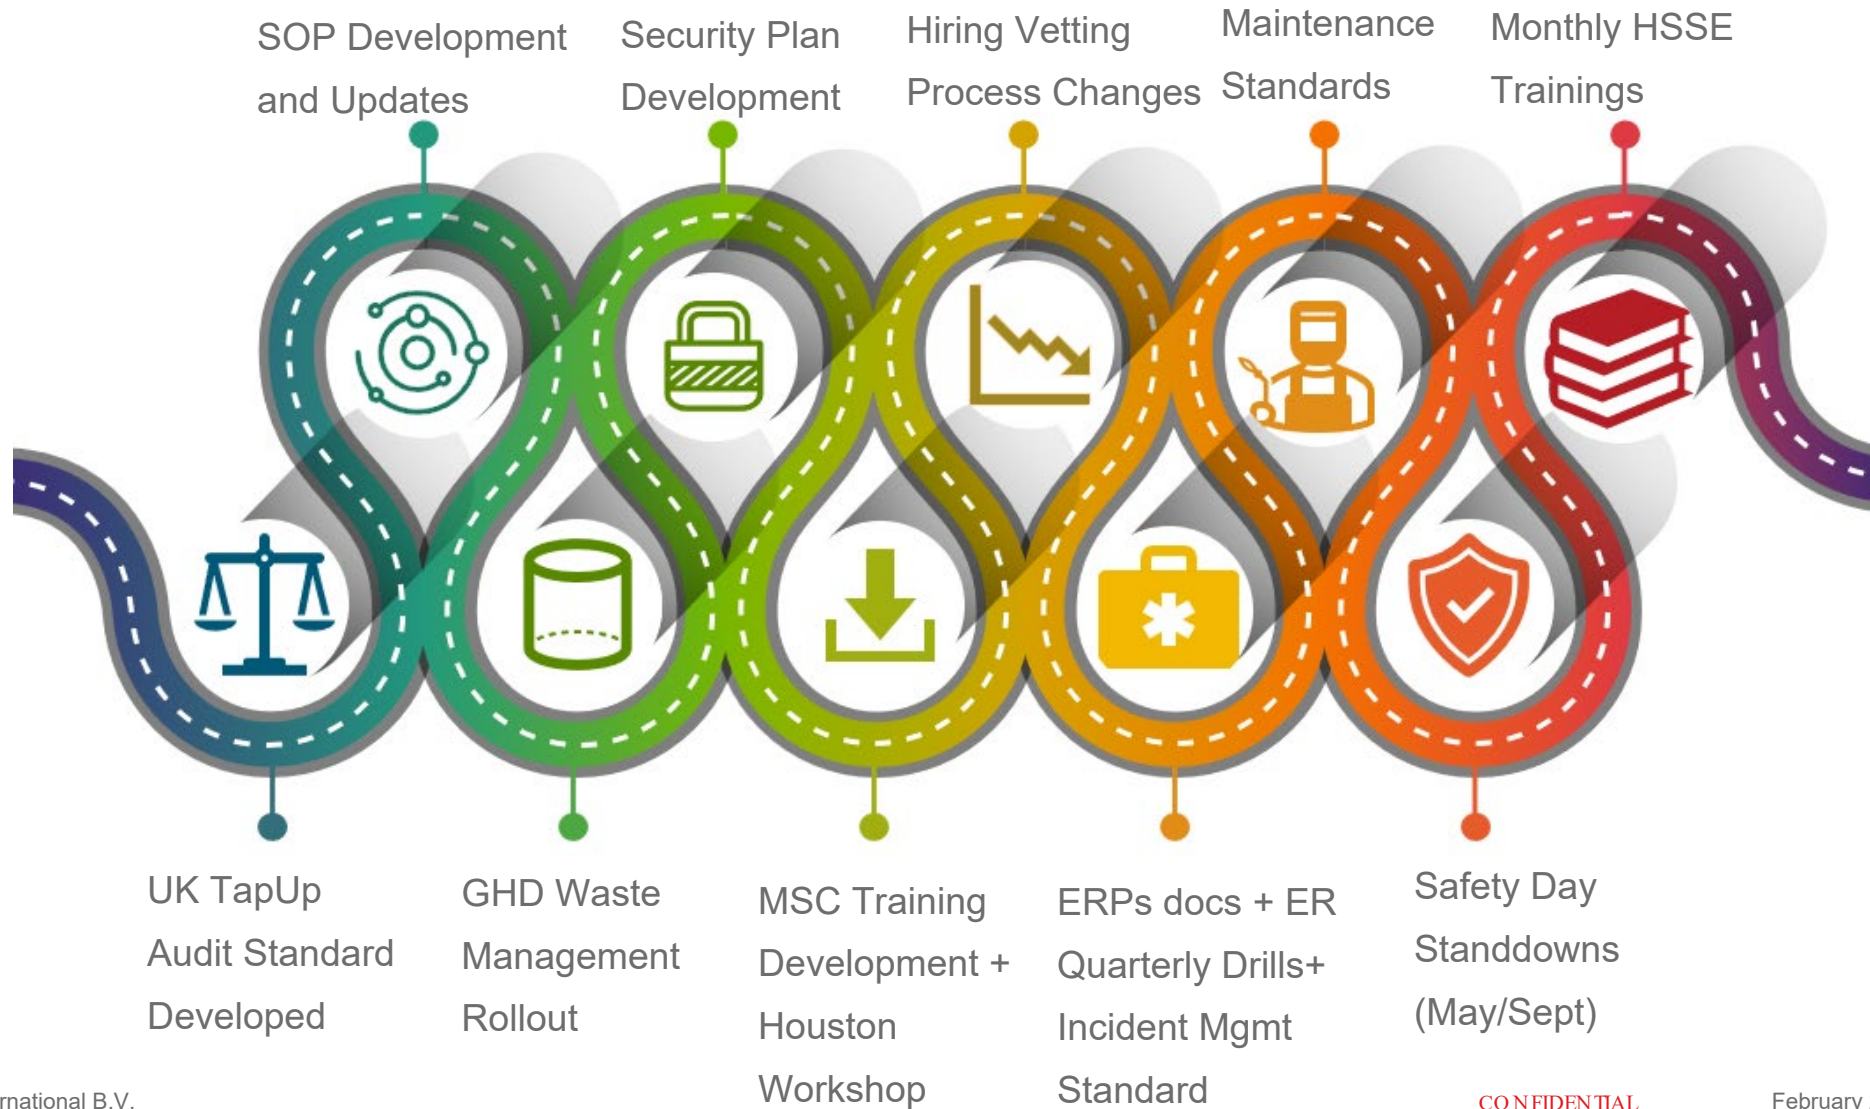 SOP Development
and Updates
Security Plan
Development
Hiring Vetting
Process Changes
Maintenance
Standards
Monthly HSSE
Trainings
UK TapUp
Audit Standard
Developed
GHD Waste
Management
Rollout
MSC Training
Development +
Houston
Workshop
ERPs docs + ER
Quarterly Drills+
Incident Mgmt
Standard
Safety Day
Standdowns
(May/Sept)
rnational B.V.
CONFIDENTIAL
February